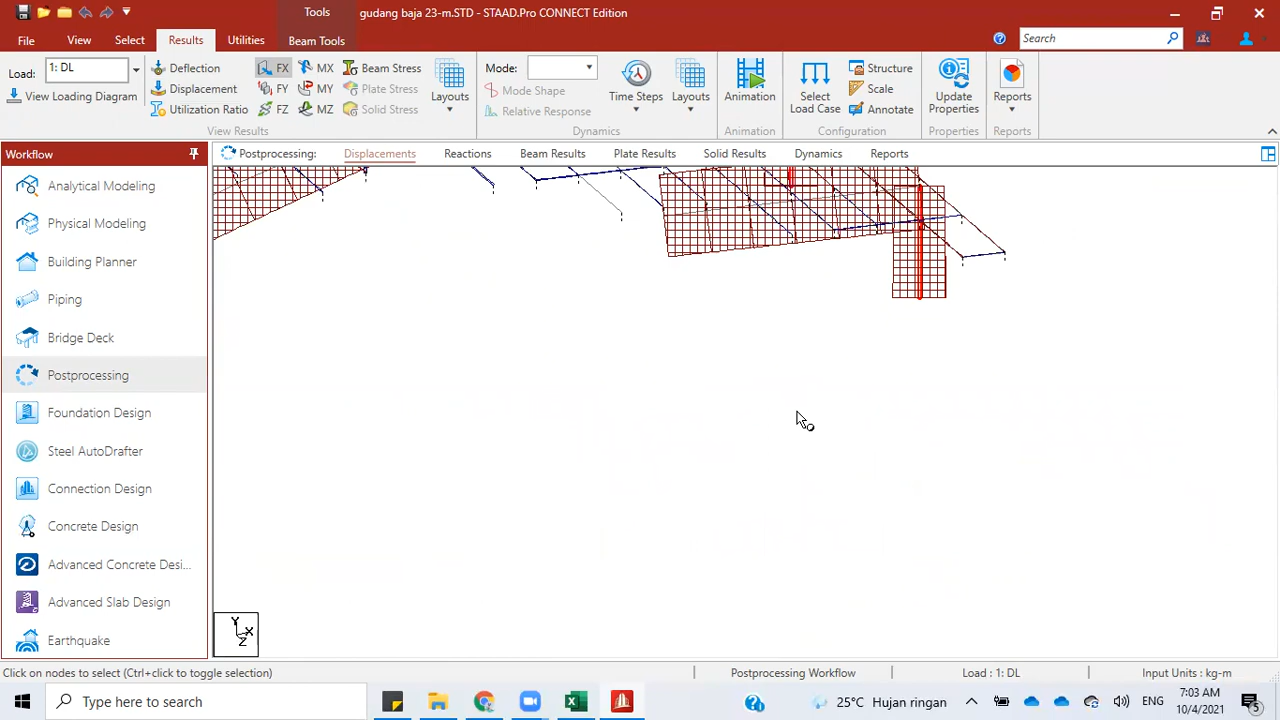 Tools
gudang baja 23-m.STD - STAAD.Pro CONNECT Edition
File View Select Results Utilities Beam Tools
Search
Load: 1: DL
View Loading Diagram
Deflection
Displacement
Utilization Ratio
FX
FY
FZ
MX
MY
MZ
Beam Stress
Plate Stress
Solid Stress
Layouts
View Results
Mode:
Mode Shape
Relative Response
Time Steps
Layouts
Dynamics
Animation
Animation
Select Load Case
Structure
Scale
Annotate
Configuration
Update Properties
Properties
Reports
Reports
Workflow
Postprocessing: Displacements Reactions Beam Results Plate Results Solid Results Dynamics Reports
Analytical Modeling
Physical Modeling
Building Planner
Piping
Bridge Deck
Postprocessing
Foundation Design
Steel AutoDrafter
Connection Design
Concrete Design
Advanced Concrete Desi...
Advanced Slab Design
Earthquake
Y
X
Z
Click on nodes to select (Ctrl+click to toggle selection)
Postprocessing Workflow
Load : 1: DL
Input Units : kg-m
Type here to search
25°C Hujan ringan
ENG
7:03 AM
10/4/2021
5